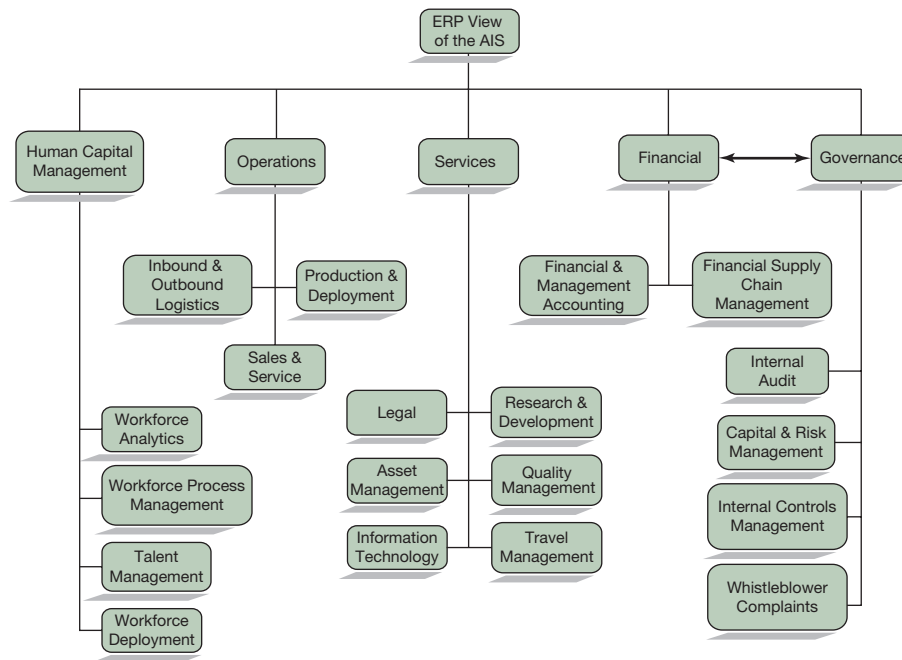 ERP View
of the AIS
Human Capital
Management
Operations
Services
Financial
Governance
Inbound &
Outbound
Logistics
Production &
Deployment
Sales &
Service
Financial &
Management
Accounting
Financial Supply
Chain
Management
Workforce
Analytics
Workforce Process
Management
Talent
Management
Workforce
Deployment
Legal
Research &
Development
Asset
Management
Quality
Management
Information
Technology
Travel
Management
Internal
Audit
Capital & Risk
Management
Internal Controls
Management
Whistleblower
Complaints